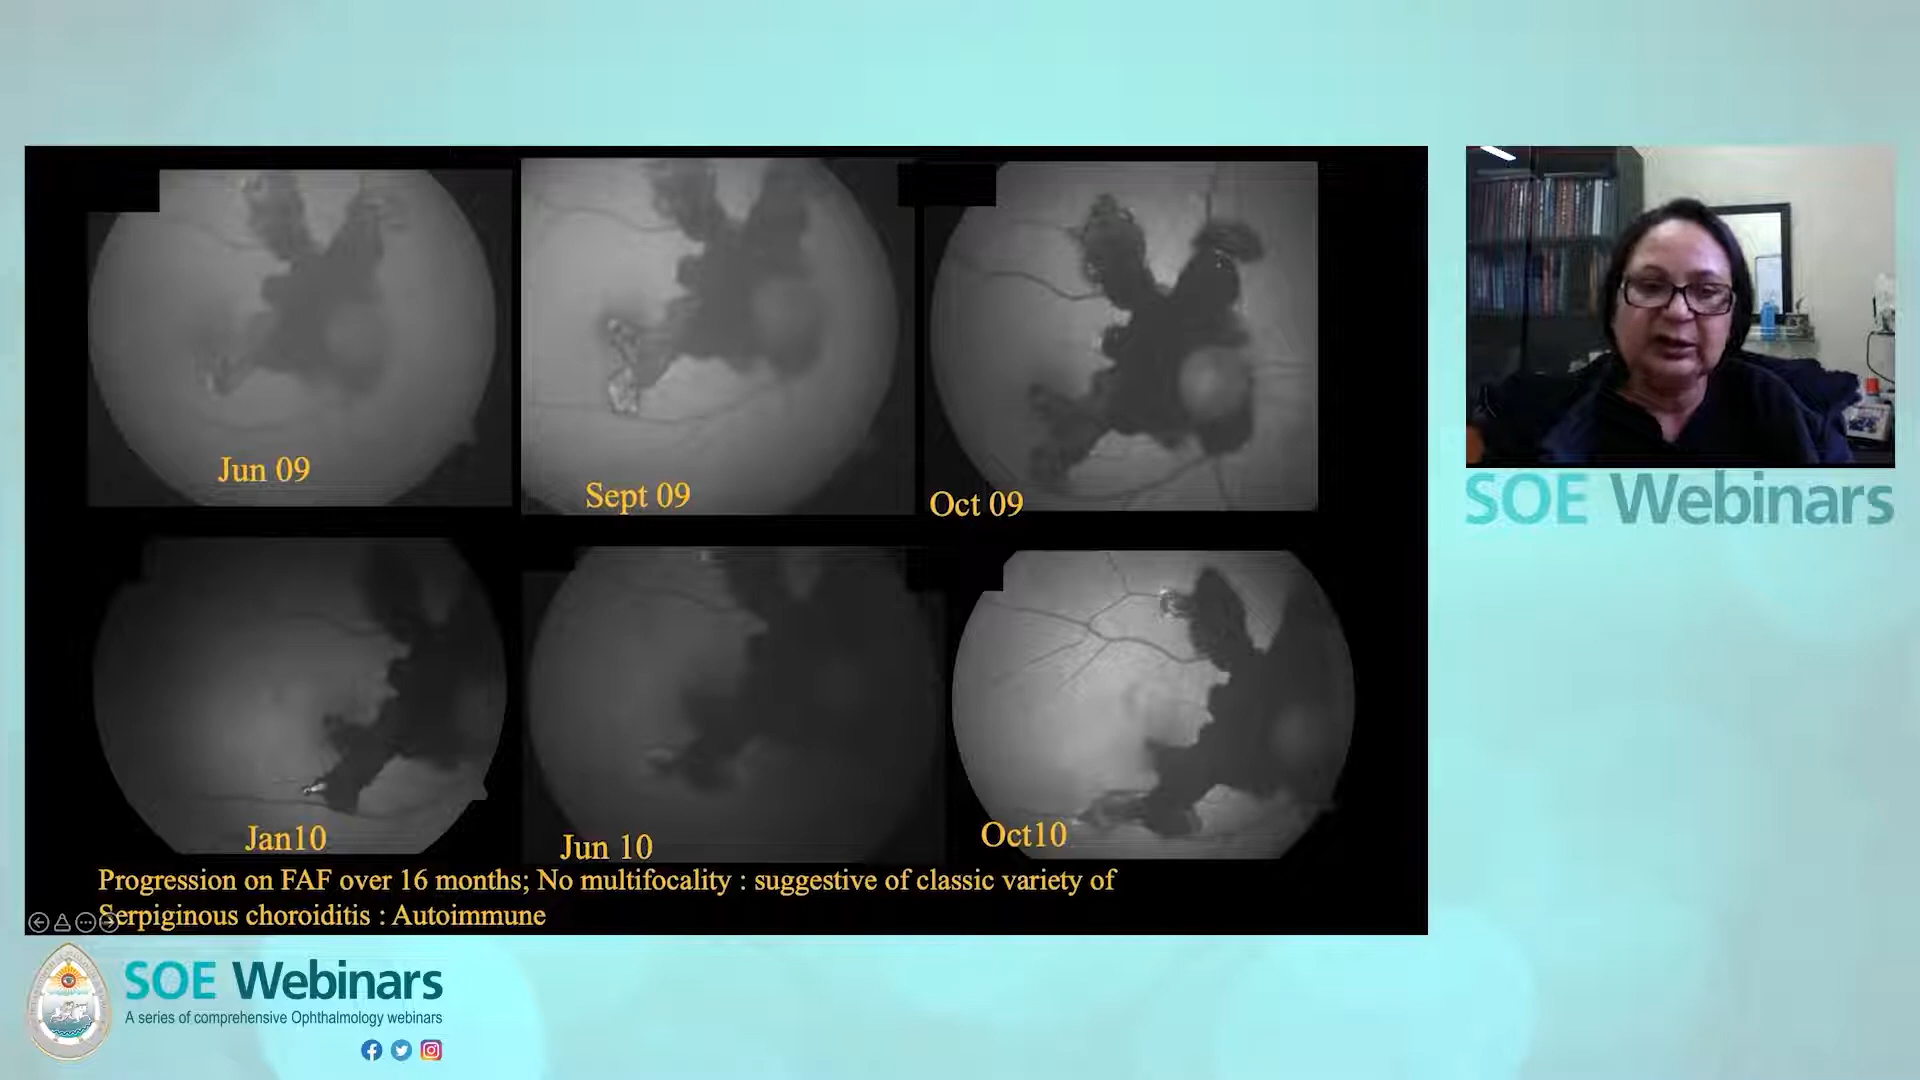 Jun 09
Sept 09
Oct 09
Jan10
Jun 10
Oct10
Progression on FAF over 16 months; No multifocality : suggestive of classic variety of
Serpiginous choroiditis : Autoimmune
SOE Webinars
SOE Webinars
A series of comprehensive Ophthalmology webinars